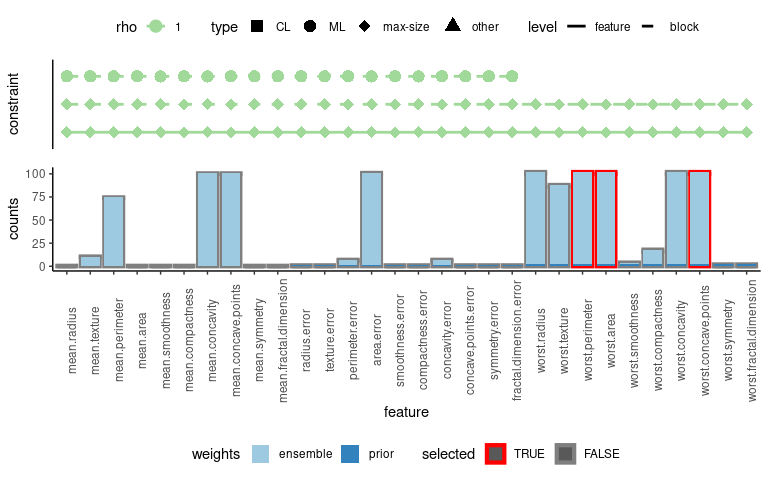 rho 1 type CL ML max-size other level feature block
constraint
counts
100
75
50
25
0
mean.radius
mean.texture
mean.perimeter
mean.area
mean.smoothness
mean.compactness
mean.concavity
mean.concave.points
mean.symmetry
mean.fractal.dimension
radius.error
texture.error
perimeter.error
area.error
smoothness.error
compactness.error
concavity.error
concave.points.error
symmetry.error
fractal.dimension.error
worst.radius
worst.texture
worst.perimeter
worst.area
worst.smoothness
worst.compactness
worst.concavity
worst.concave.points
worst.symmetry
worst.fractal.dimension
feature
weights ensemble prior selected TRUE FALSE